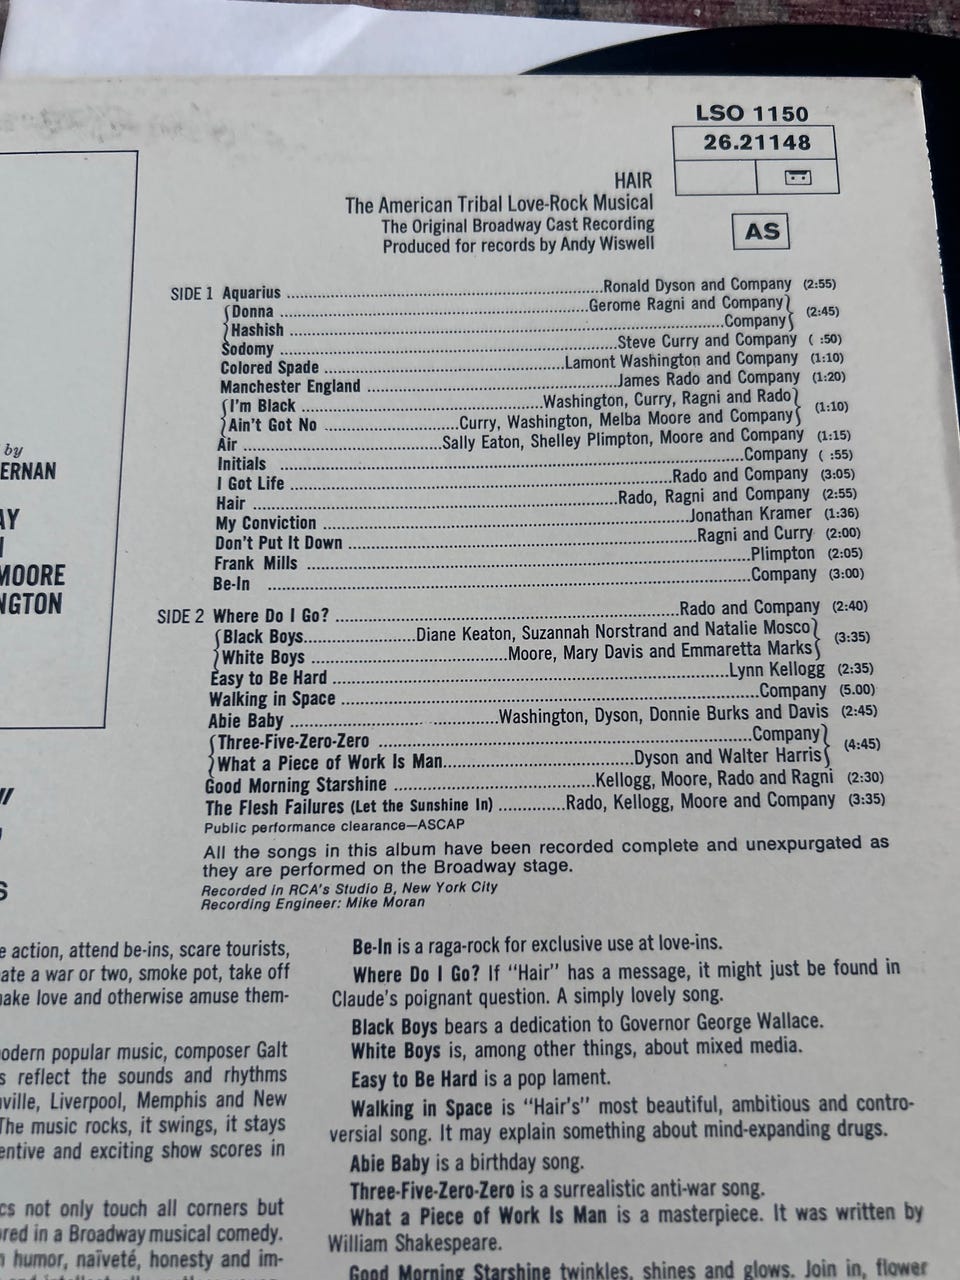 LSO 1150
26.21148
AS
HAIR
The American Tribal Love-Rock Musical
The Original Broadway Cast Recording
Produced for records by Andy Wiswell
SIDE 1 Aquarius ........ Ronald Dyson and Company (2:55)
Donna ........ Gerome Ragni and Company
Hashish ........ Company (2:45)
Sodomy ........ Steve Curry and Company ( :50)
Colored Spade ........ Lamont Washington and Company (1:10)
Manchester England ........ James Rado and Company (1:20)
I'm Black ........ Washington, Curry, Ragni and Rado
Ain't Got No ........ Curry, Washington, Melba Moore and Company (1:10)
Air ........ Sally Eaton, Shelley Plimpton, Moore and Company (1:15)
Initials ........ Company ( :55)
I Got Life ........ Rado and Company (3:05)
Hair ........ Rado, Ragni and Company (2:55)
My Conviction ........ Jonathan Kramer (1:36)
Don't Put It Down ........ Ragni and Curry (2:00)
Frank Mills ........ Plimpton (2:05)
Be-In ........ Company (3:00)
SIDE 2 Where Do I Go? ........ Rado and Company (2:40)
Black Boys ........ Diane Keaton, Suzannah Norstrand and Natalie Mosco
White Boys ........ Moore, Mary Davis and Emmaretta Marks (3:35)
Easy to Be Hard ........ Lynn Kellogg (2:35)
Walking in Space ........ Company (5.00)
Abie Baby ........ Washington, Dyson, Donnie Burks and Davis (2:45)
Three-Five-Zero-Zero ........ Company
What a Piece of Work Is Man ........ Dyson and Walter Harris (4:45)
Good Morning Starshine ........ Kellogg, Moore, Rado and Ragni (2:30)
The Flesh Failures (Let the Sunshine In) ........ Rado, Kellogg, Moore and Company (3:35)
Public performance clearance—ASCAP
All the songs in this album have been recorded complete and unexpurgated as
they are performed on the Broadway stage.
Recorded in RCA's Studio B, New York City
Recording Engineer: Mike Moran
by
ERNAN
AY
MOORE
NGTON
S
e action, attend be-ins, scare tourists,
ate a war or two, smoke pot, take off
make love and otherwise amuse them-
modern popular music, composer Galt
s reflect the sounds and rhythms
ville, Liverpool, Memphis and New
The music rocks, it swings, it stays
entive and exciting show scores in
cs not only touch all corners but
ored in a Broadway musical comedy.
n humor, naïveté, honesty and im-
Be-In is a raga-rock for exclusive use at love-ins.
Where Do I Go? If "Hair" has a message, it might just be found in
Claude's poignant question. A simply lovely song.
Black Boys bears a dedication to Governor George Wallace.
White Boys is, among other things, about mixed media.
Easy to Be Hard is a pop lament.
Walking in Space is "Hair's" most beautiful, ambitious and contro-
versial song. It may explain something about mind-expanding drugs.
Abie Baby is a birthday song.
Three-Five-Zero-Zero is a surrealistic anti-war song.
What a Piece of Work Is Man is a masterpiece. It was written by
William Shakespeare.
Good Morning Starshine twinkles, shines and glows. Join in, flower